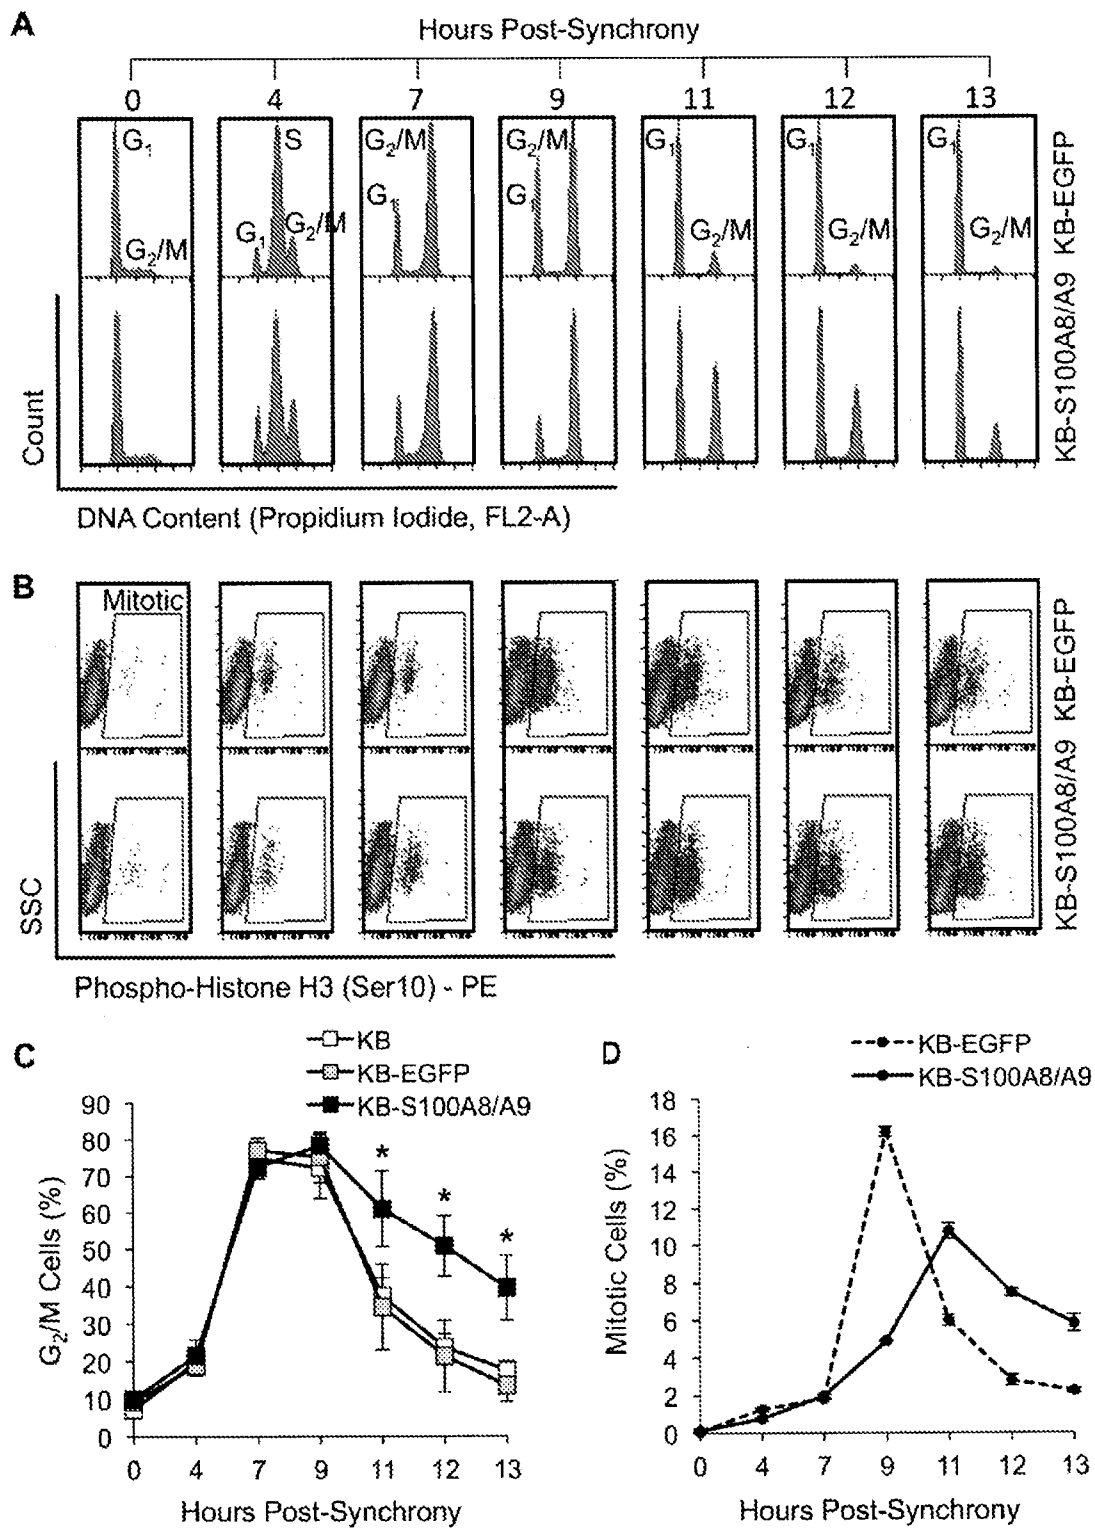 A
Hours Post-Synchrony
0 4 7 9 11 12 13
G1 S G2/M G2/M G1 G1 G1
G2/M G1 G2/M G1 G1 G2/M G2/M G2/M
KB-EGFP
KB-S100A8/A9
Count
DNA Content (Propidium Iodide, FL2-A)
B
Mitotic
KB-EGFP
KB-S100A8/A9
SSC
Phospho-Histone H3 (Ser10) - PE
C
KB
KB-EGFP
KB-S100A8/A9
90
80
70
60
50
40
30
20
10
0
G2/M Cells (%)
* * *
0 4 7 9 11 12 13
Hours Post-Synchrony
D
KB-EGFP
KB-S100A8/A9
18
16
14
12
10
8
6
4
2
0
Mitotic Cells (%)
0 4 7 9 11 12 13
Hours Post-Synchrony